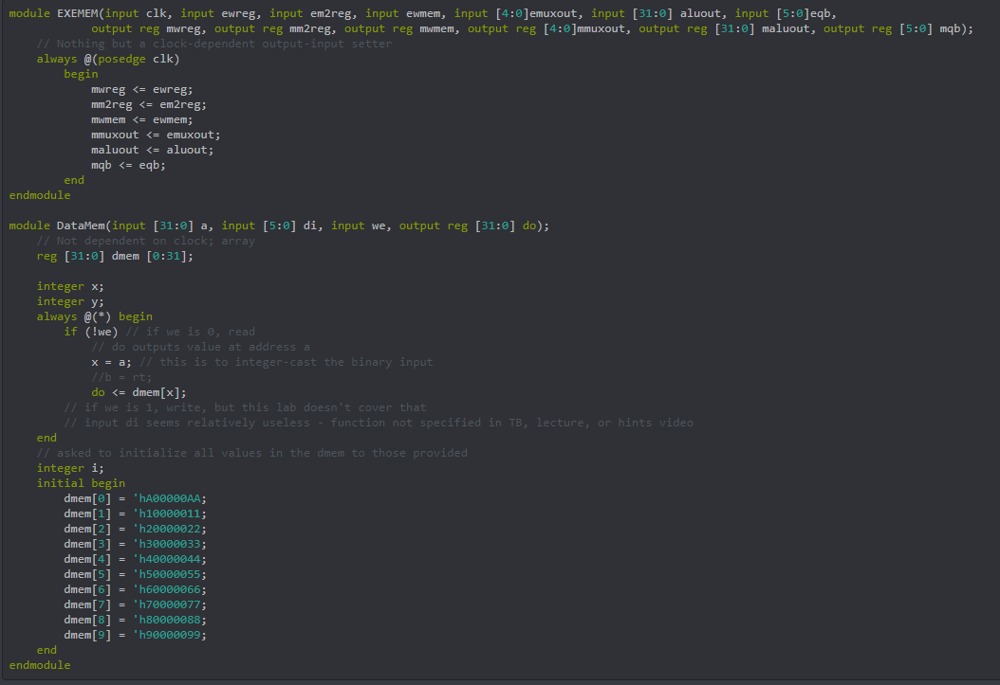 module EXEMEM(input clk, input ewreg, input em2reg, input ewmem, input [4:0]emuxout, input [31:0] aluout, input [5:0]eqb,
output reg mwreg, output reg mm2reg, output reg mwmem, output reg [4:0]mmuxout, output reg [31:0] maluout, output reg [5:0] mqb);
// Nothing but a clock-dependent output-input setter
always @(posedge clk)
begin
mwreg <= ewreg;
mm2reg <= em2reg;
mwmem <= ewmem;
mmuxout <= emuxout;
maluout <= aluout;
mqb <= eqb;
end
endmodule
module DataMem(input [31:0] a, input [5:0] di, input we, output reg [31:0] do);
// Not dependent on clock; array
reg [31:0] dmem [0:31];
integer x;
integer y;
always @(*) begin
if (!we) // if we is 0, read
// do outputs value at address a
x = a; // this is to integer-cast the binary input
//b = rt;
do <= dmem[x];
// if we is 1, write, but this lab doesn't cover that
// input di seems relatively useless - function not specified in TB, lecture, or hints video
end
// asked to initialize all values in the dmem to those provided
integer i;
initial begin
dmem[0] = 'hA00000AA;
dmem[1] = 'h10000011;
dmem[2] = 'h20000022;
dmem[3] = 'h30000033;
dmem[4] = 'h40000044;
dmem[5] = 'h50000055;
dmem[6] = 'h60000066;
dmem[7] = 'h70000077;
dmem[8] = 'h80000088;
dmem[9] = 'h90000099;
end
endmodule